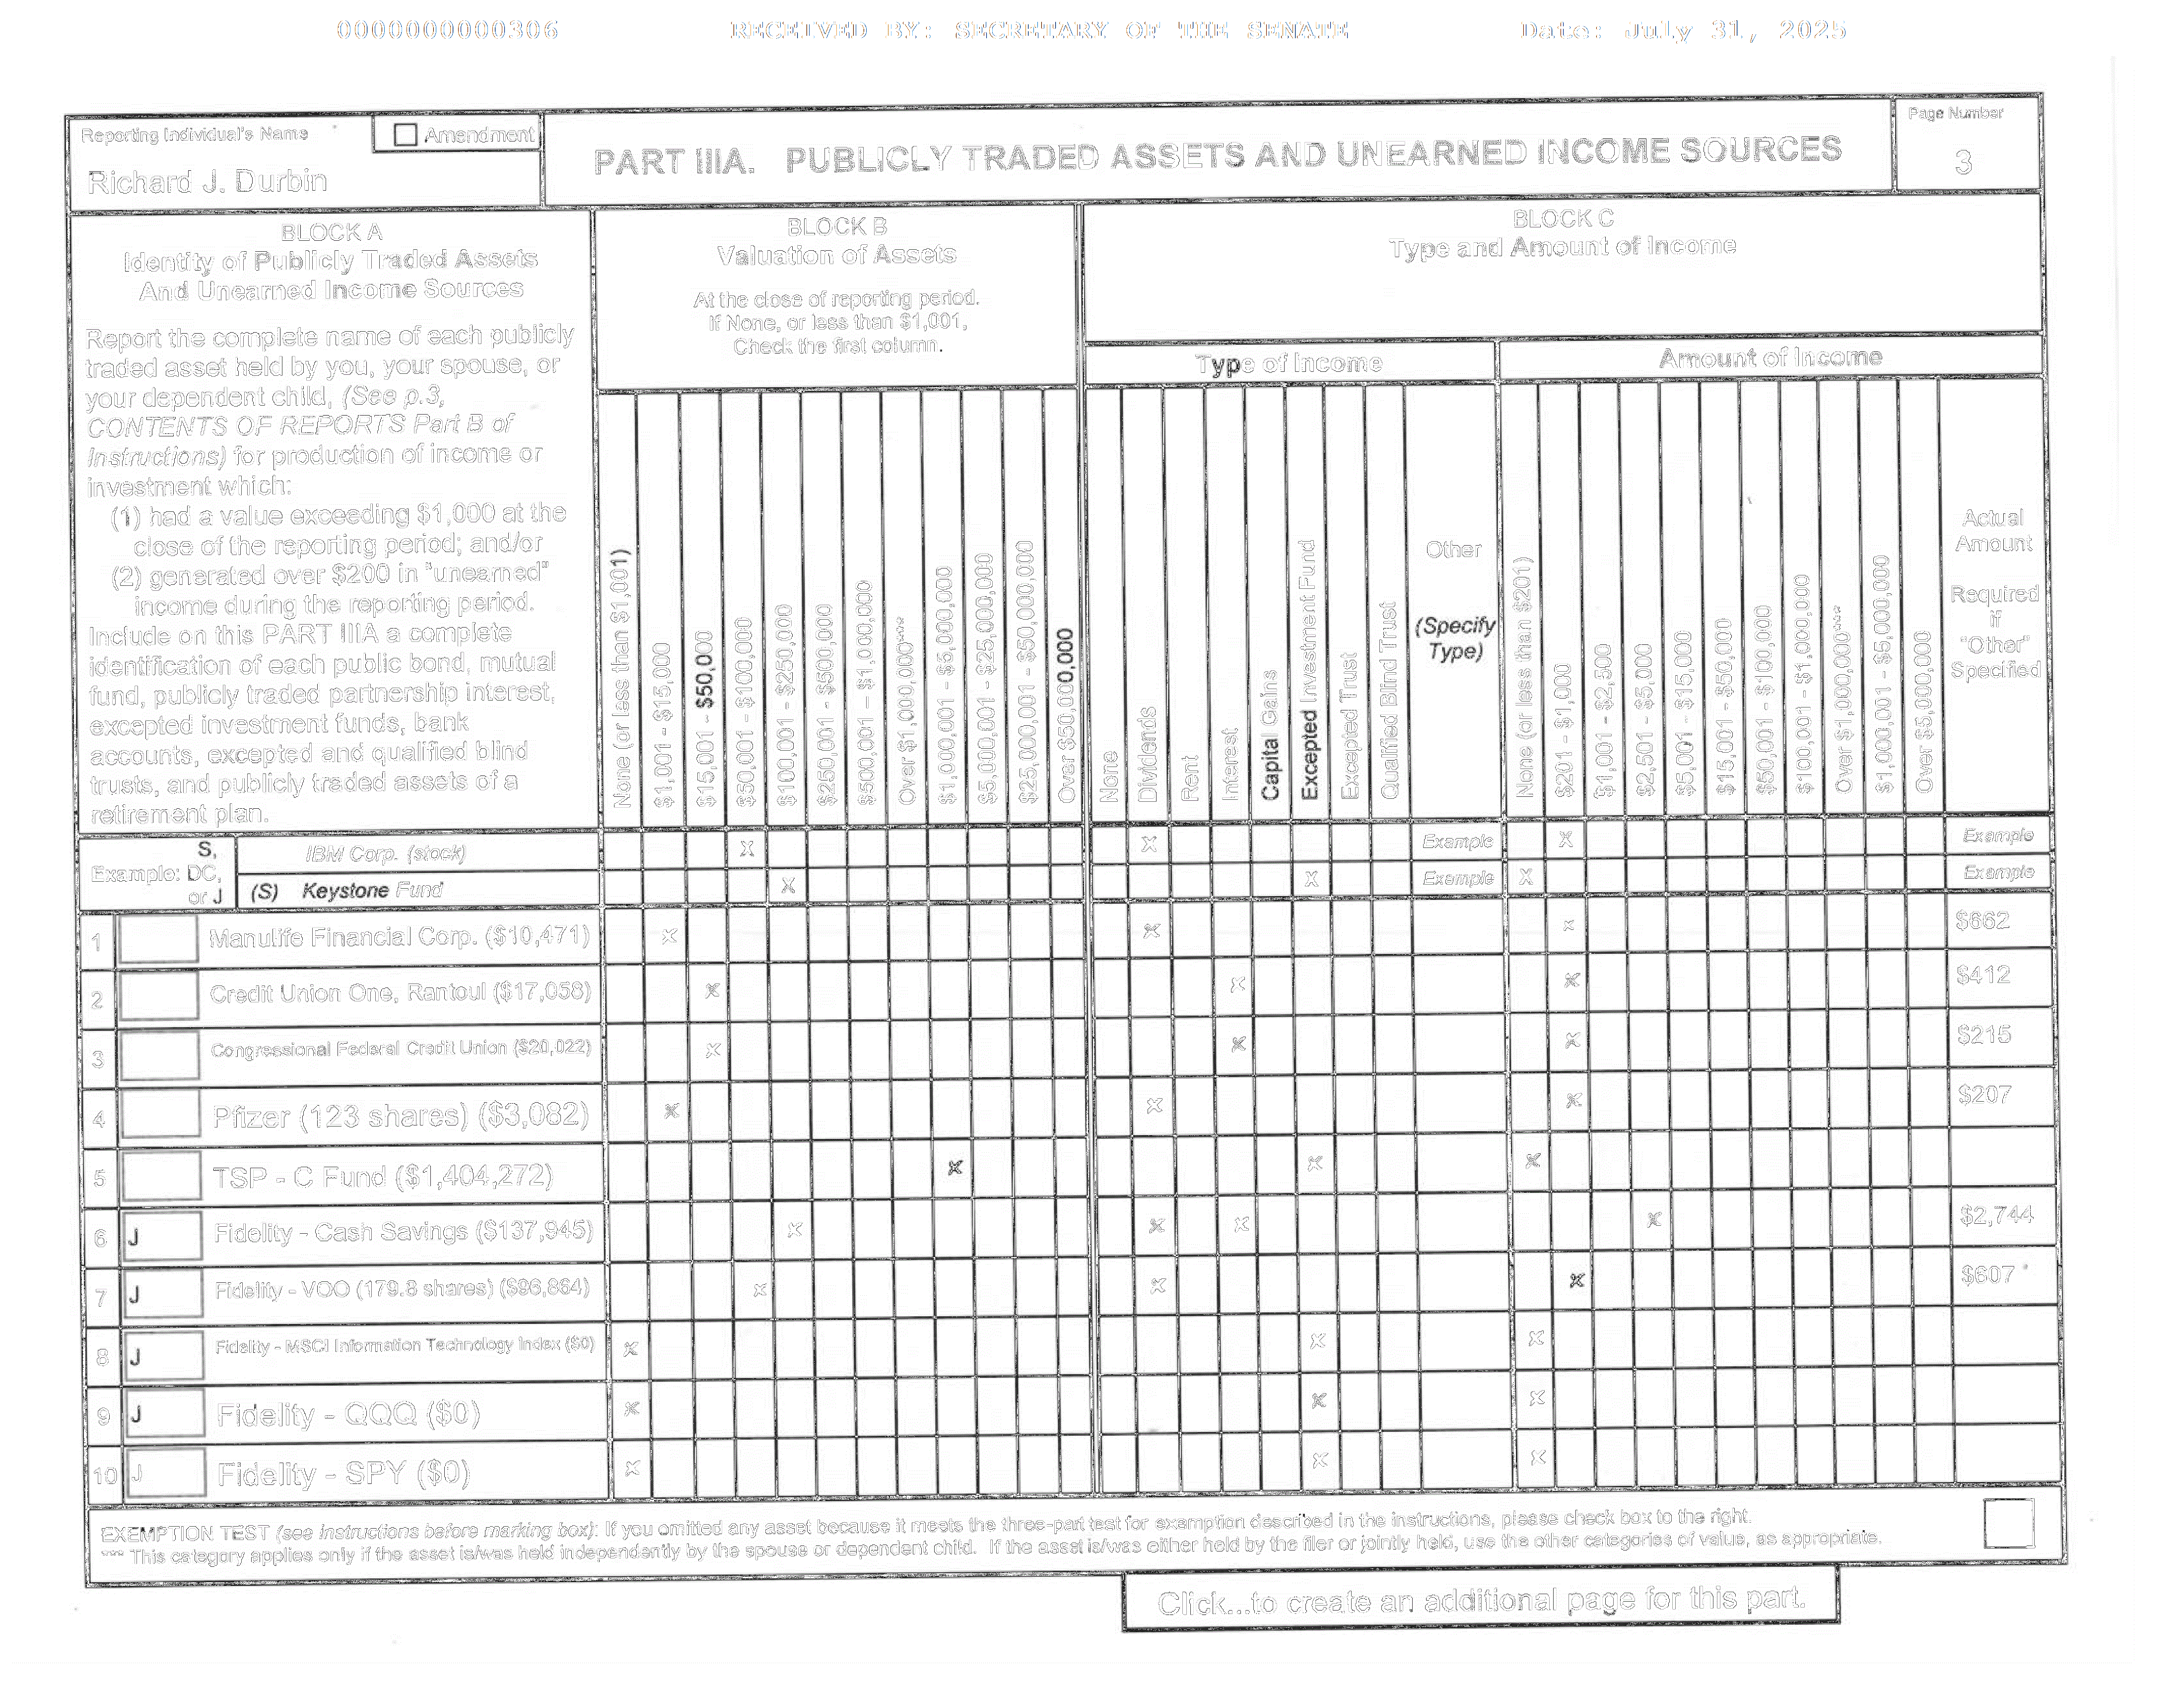 0000000000306 RECEIVED BY: SECRETARY OF THE SENATE Date: July 31, 2025
Reporting Individual's Name
Amendment
Richard J. Durbin
PART IIIA. PUBLICLY TRADED ASSETS AND UNEARNED INCOME SOURCES
Page Number
3
BLOCK A
Identity of Publicly Traded Assets
And Unearned Income Sources
Report the complete name of each publicly
traded asset held by you, your spouse, or
your dependent child, (See p.3,
CONTENTS OF REPORTS Part B of
Instructions) for production of income or
investment which:
(1) had a value exceeding $1,000 at the
close of the reporting period; and/or
(2) generated over $200 in "unearned"
income during the reporting period.
Include on this PART IIIA a complete
identification of each public bond, mutual
fund, publicly traded partnership interest,
excepted investment funds, bank
accounts, excepted and qualified blind
trusts, and publicly traded assets of a
retirement plan.
BLOCK B
Valuation of Assets
At the close of reporting period.
If None, or less than $1,001,
Check the first column.
None (or less than $1,001)
$1,001 - $15,000
$15,001 - $50,000
$50,001 - $100,000
$100,001 - $250,000
$250,001 - $500,000
$500,001 - $1,000,000
Over $1,000,000***
$1,000,001 - $5,000,000
$5,000,001 - $25,000,000
$25,000,001 - $50,000,000
Over $50,000,000
BLOCK C
Type and Amount of Income
Type of Income
None
Dividends
Rent
Interest
Capital Gains
Excepted Investment Fund
Excepted Trust
Qualified Blind Trust
Other
(Specify
Type)
Amount of Income
None (or less than $201)
$201 - $1,000
$1,001 - $2,500
$2,501 - $5,000
$5,001 - $15,000
$15,001 - $50,000
$50,001 - $100,000
$100,001 - $1,000,000
Over $1,000,000***
$1,000,001 - $5,000,000
Over $5,000,000
Actual
Amount
Required
if
"Other"
Specified
Example: S, DC, or J
IBM Corp. (stock) X X Example X Example
(S) Keystone Fund X X Example X Example
1 Manulife Financial Corp. ($10,471) x x x $662
2 Credit Union One, Rantoul ($17,058) x x x $412
3 Congressional Federal Credit Union ($20,022) x x x $215
4 Pfizer (123 shares) ($3,082) x x x $207
5 TSP - C Fund ($1,404,272) x x x
6 J Fidelity - Cash Savings ($137,945) x x x x $2,744
7 J Fidelity - VOO (179.8 shares) ($96,864) x x x $607
8 J Fidelity - MSCI Information Technology Index ($0) x x x
9 J Fidelity - QQQ ($0) x x x
10 J Fidelity - SPY ($0) x x x
EXEMPTION TEST (see instructions before marking box): If you omitted any asset because it meets the three-part test for exemption described in the instructions, please check box to the right.
*** This category applies only if the asset is/was held independently by the spouse or dependent child. If the asset is/was either held by the filer or jointly held, use the other categories of value, as appropriate.
Click...to create an additional page for this part.